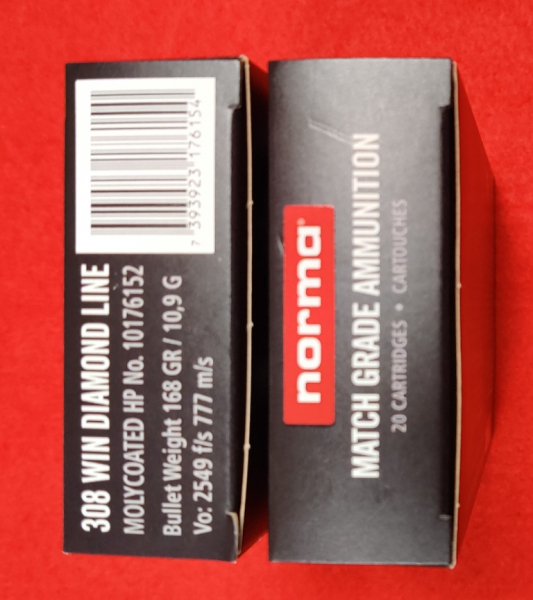 7 393923 176154
308 WIN DIAMOND LINE
MOLYCOATED HP No. 10176152
Bullet Weight 168 GR / 10,9 G
Vo: 2549 f/s 777 m/s
norma®
MATCH GRADE AMMUNITION
20 CARTRIDGES • CARTOUCHES